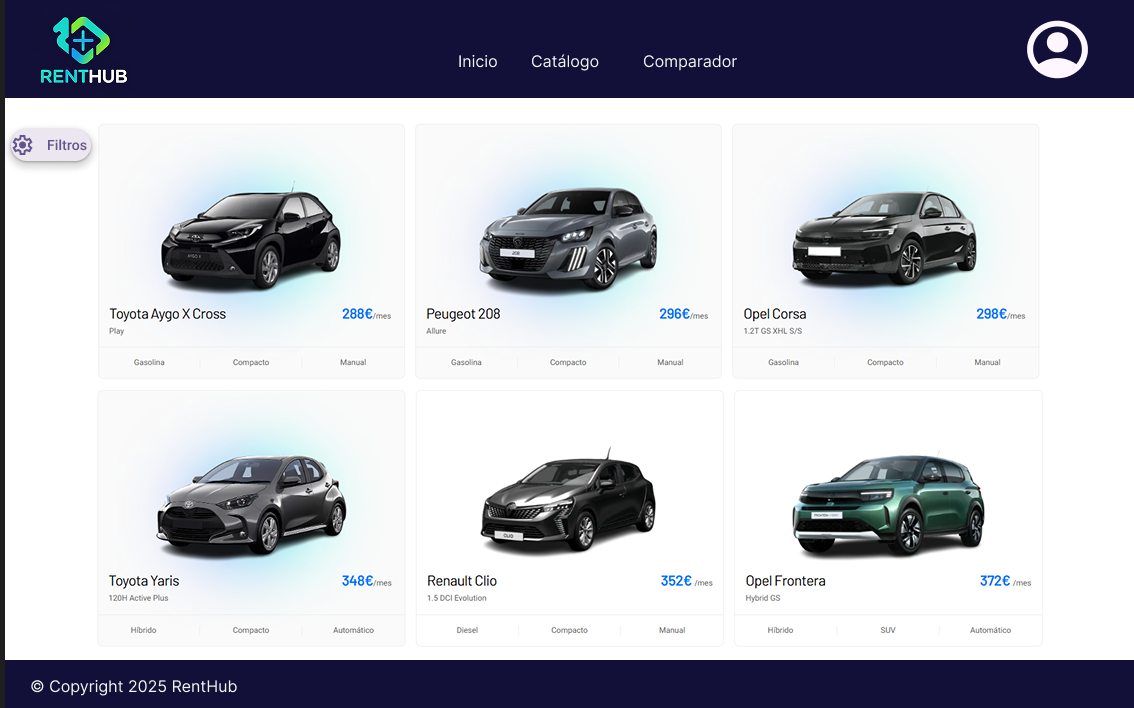 RENTHUB
Inicio Catálogo Comparador
Filtros
Toyota Aygo X Cross 288€/mes
Play
Gasolina Compacto Manual
Peugeot 208 296€/mes
Allure
Gasolina Compacto Manual
Opel Corsa 298€/mes
1.2T GS XHL S/S
Gasolina Compacto Manual
Toyota Yaris 348€/mes
120H Active Plus
Híbrido Compacto Automático
CLIO
Renault Clio 352€ /mes
1.5 DCI Evolution
Diesel Compacto Manual
Opel Frontera 372€ /mes
Hybrid GS
Híbrido SUV Automático
© Copyright 2025 RentHub